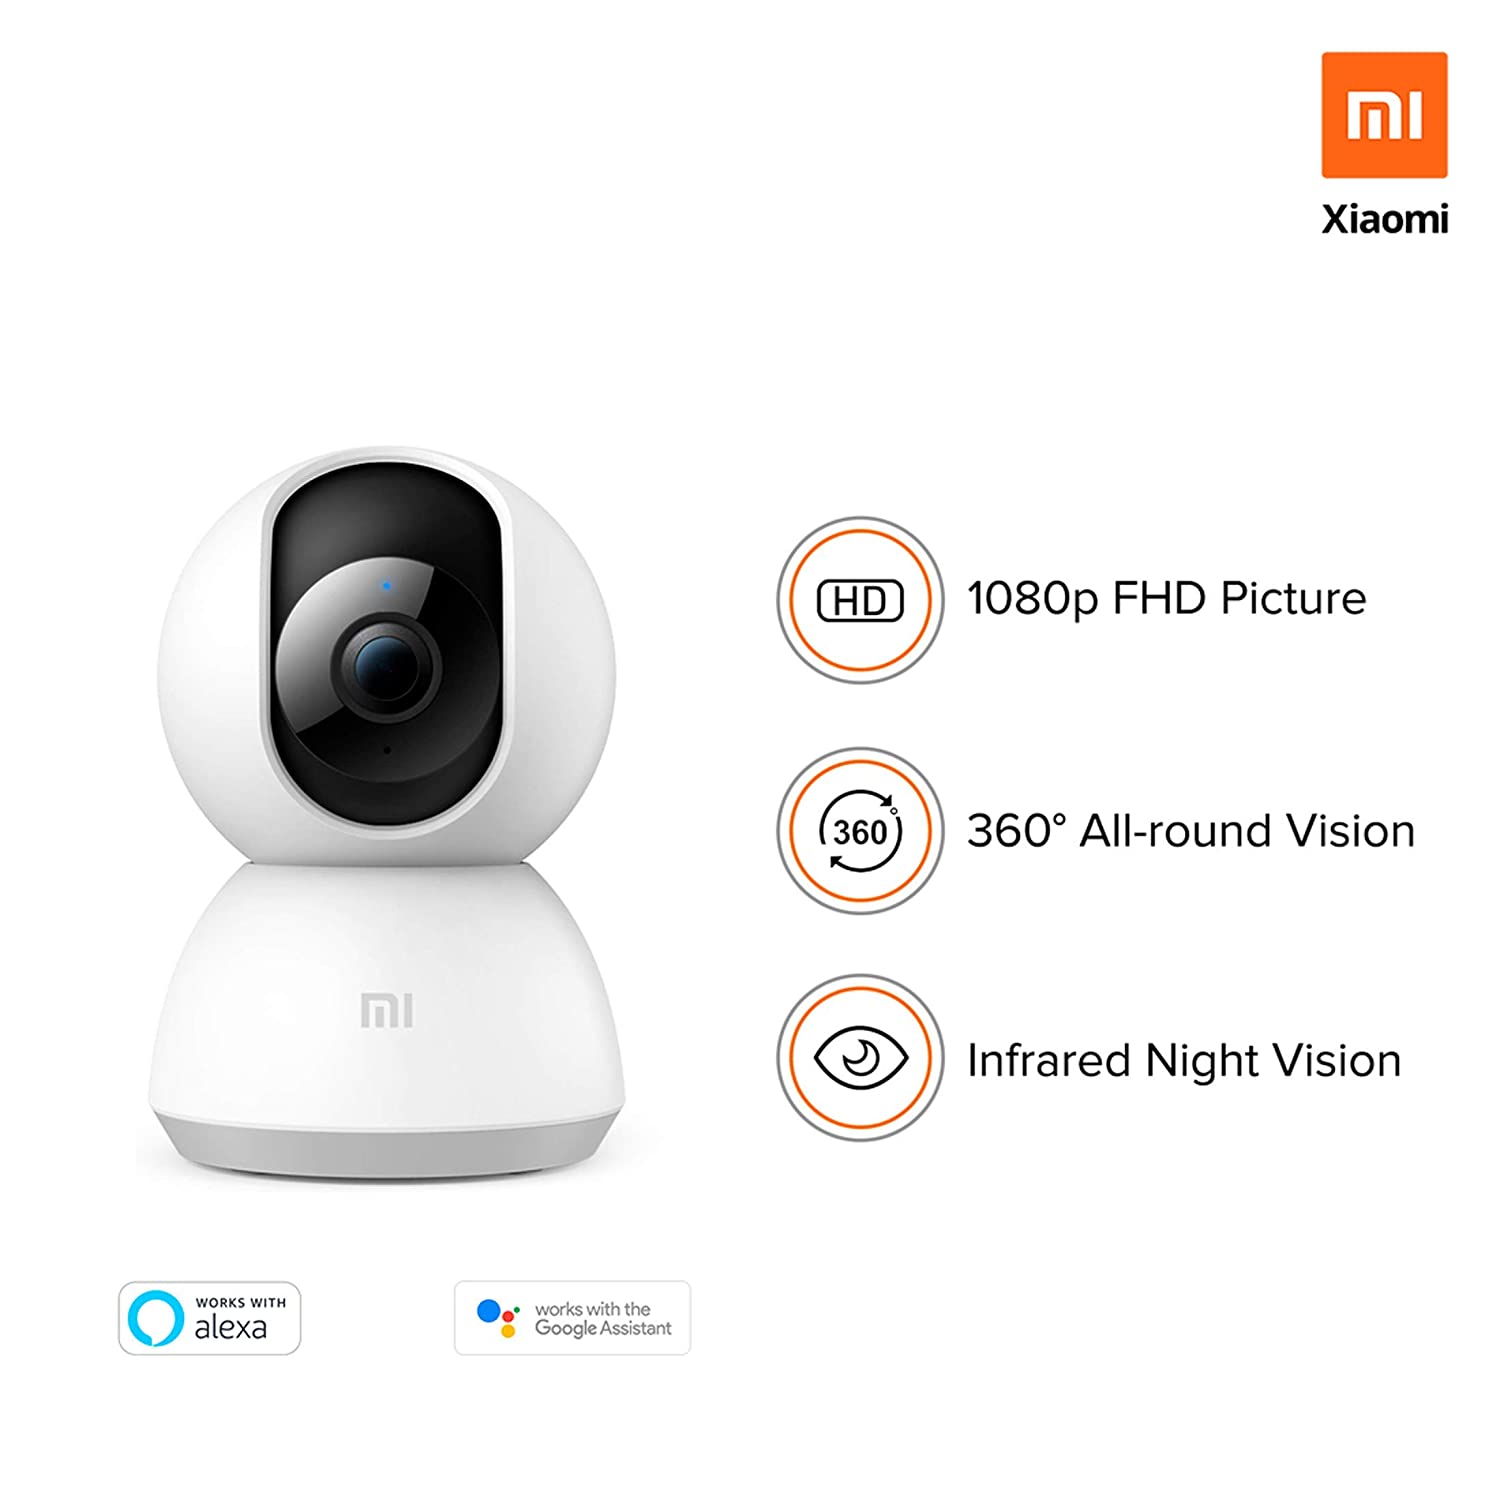 mi
Xiaomi
HD
1080p FHD Picture
360°
360° All-round Vision
Infrared Night Vision
mi
WORKS WITH
alexa
works with the
Google Assistant